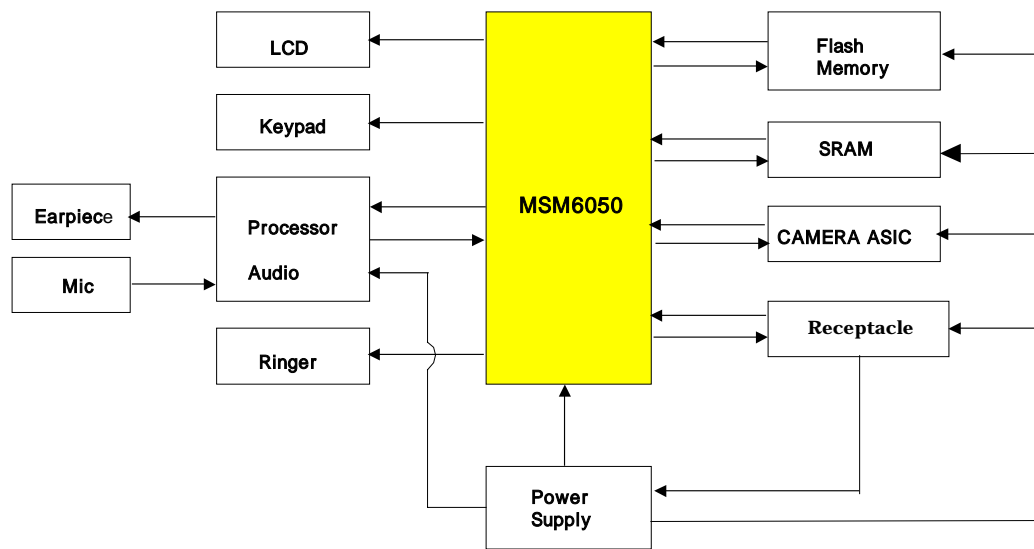 LCD
Keypad
Earpiece
Mic
Processor
Audio
Ringer
MSM6050
Flash
Memory
SRAM
CAMERA ASIC
Receptacle
Power
Supply